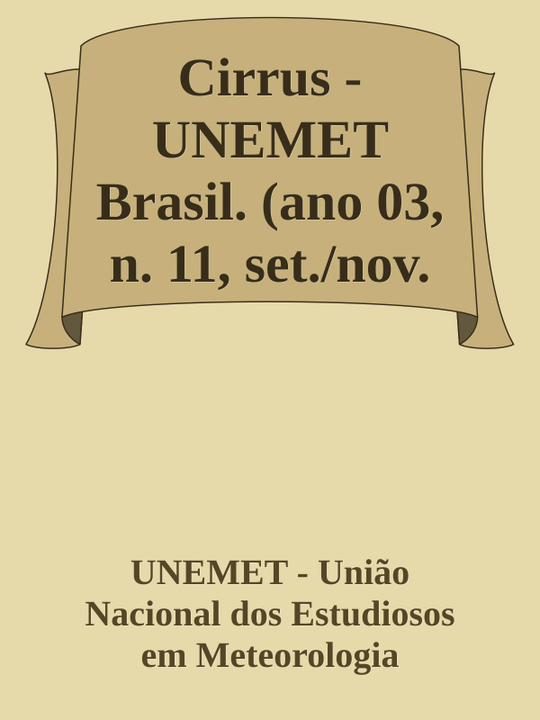 Cirrus -
UNEMET
Brasil. (ano 03,
n. 11, set./nov.
UNEMET - União
Nacional dos Estudiosos
em Meteorologia